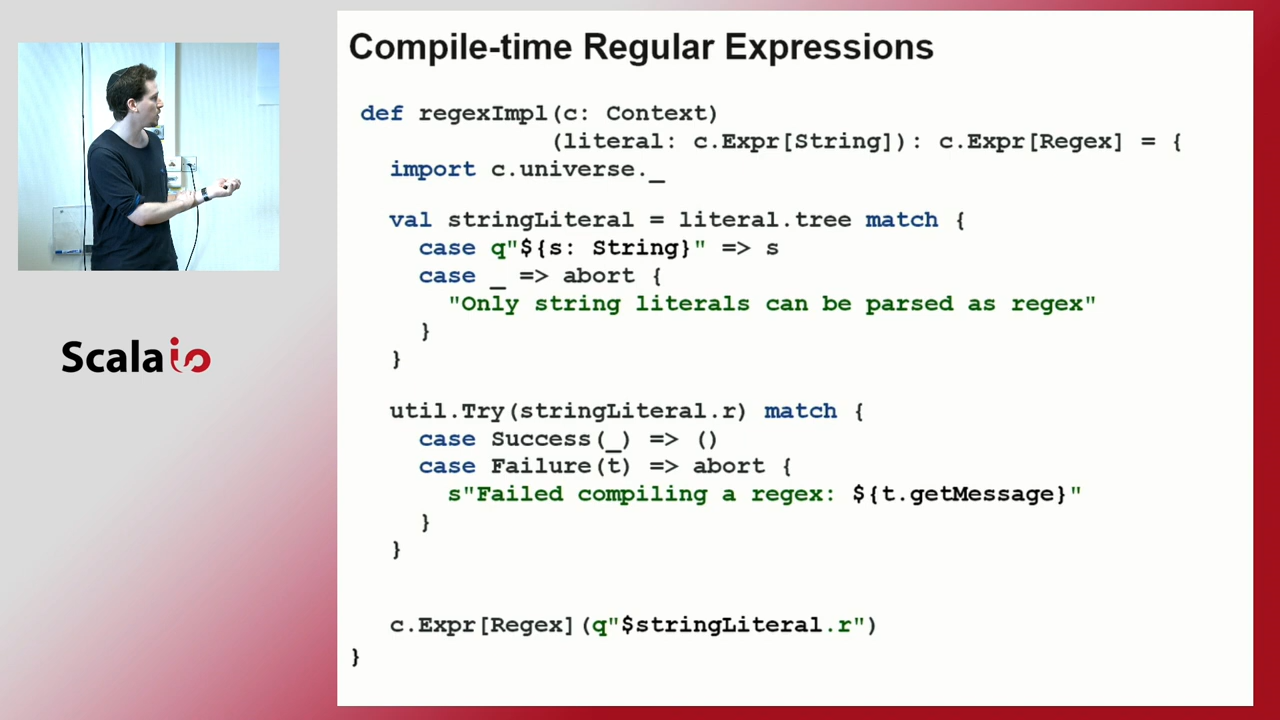 Compile-time Regular Expressions
def regexImpl(c: Context)
(literal: c.Expr[String]): c.Expr[Regex] = {
import c.universe._
val stringLiteral = literal.tree match {
case q"${s: String}" => s
case _ => abort {
"Only string literals can be parsed as regex"
}
}
util.Try(stringLiteral.r) match {
case Success(_) => ()
case Failure(t) => abort {
s"Failed compiling a regex: ${t.getMessage}"
}
}
c.Expr[Regex](q"$stringLiteral.r")
}
Scala io